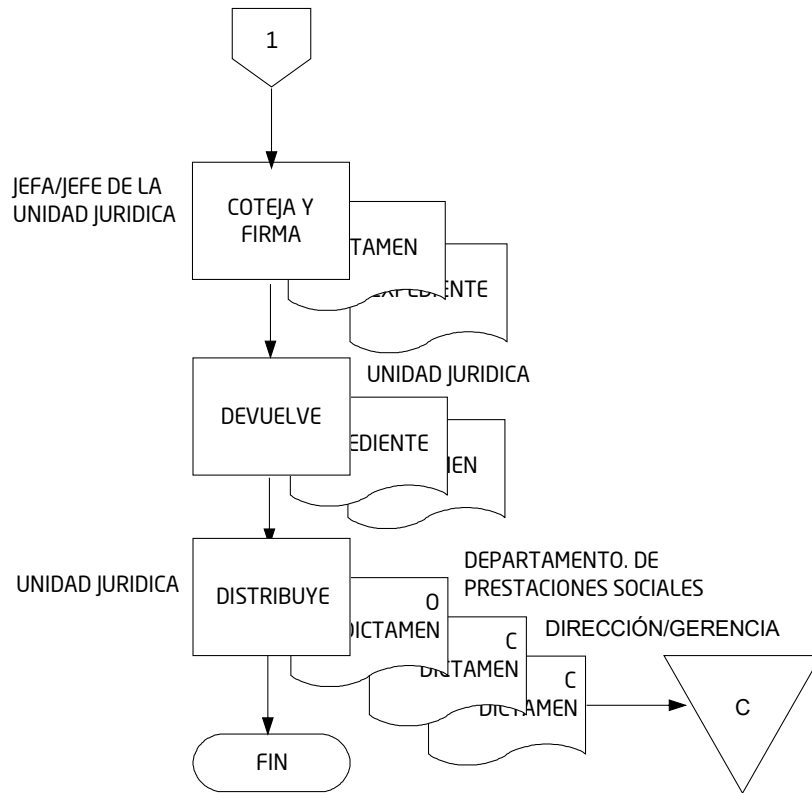 1
JEFA/JEFE DE LA
UNIDAD JURIDICA
COTEJA Y
FIRMA
TAMEN
EXPEDIENTE
UNIDAD JURIDICA
DEVUELVE
EDIENTE
EN
UNIDAD JURIDICA
DISTRIBUYE
DEPARTAMENTO. DE
PRESTACIONES SOCIALES
O
DICTAMEN
DIRECCIÓN/GERENCIA
C
DICTAMEN
C
DICTAMEN
C
FIN